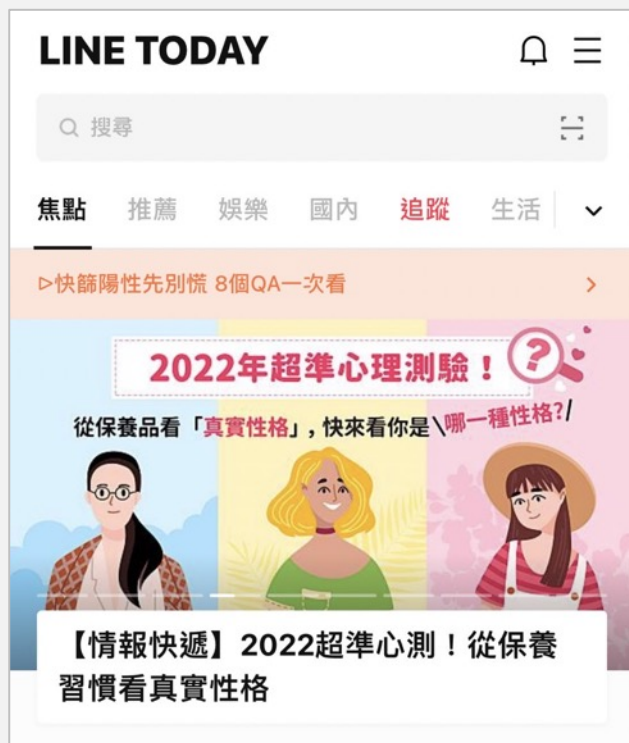 LINE TODAY
搜尋
焦點 推薦 娛樂 國內 追蹤 生活
快篩陽性先別慌 8個QA一次看
2022年超準心理測驗！
?
從保養品看「真實性格」, 快來看你是\哪一種性格?/
【情報快遞】2022超準心測！從保養
習慣看真實性格